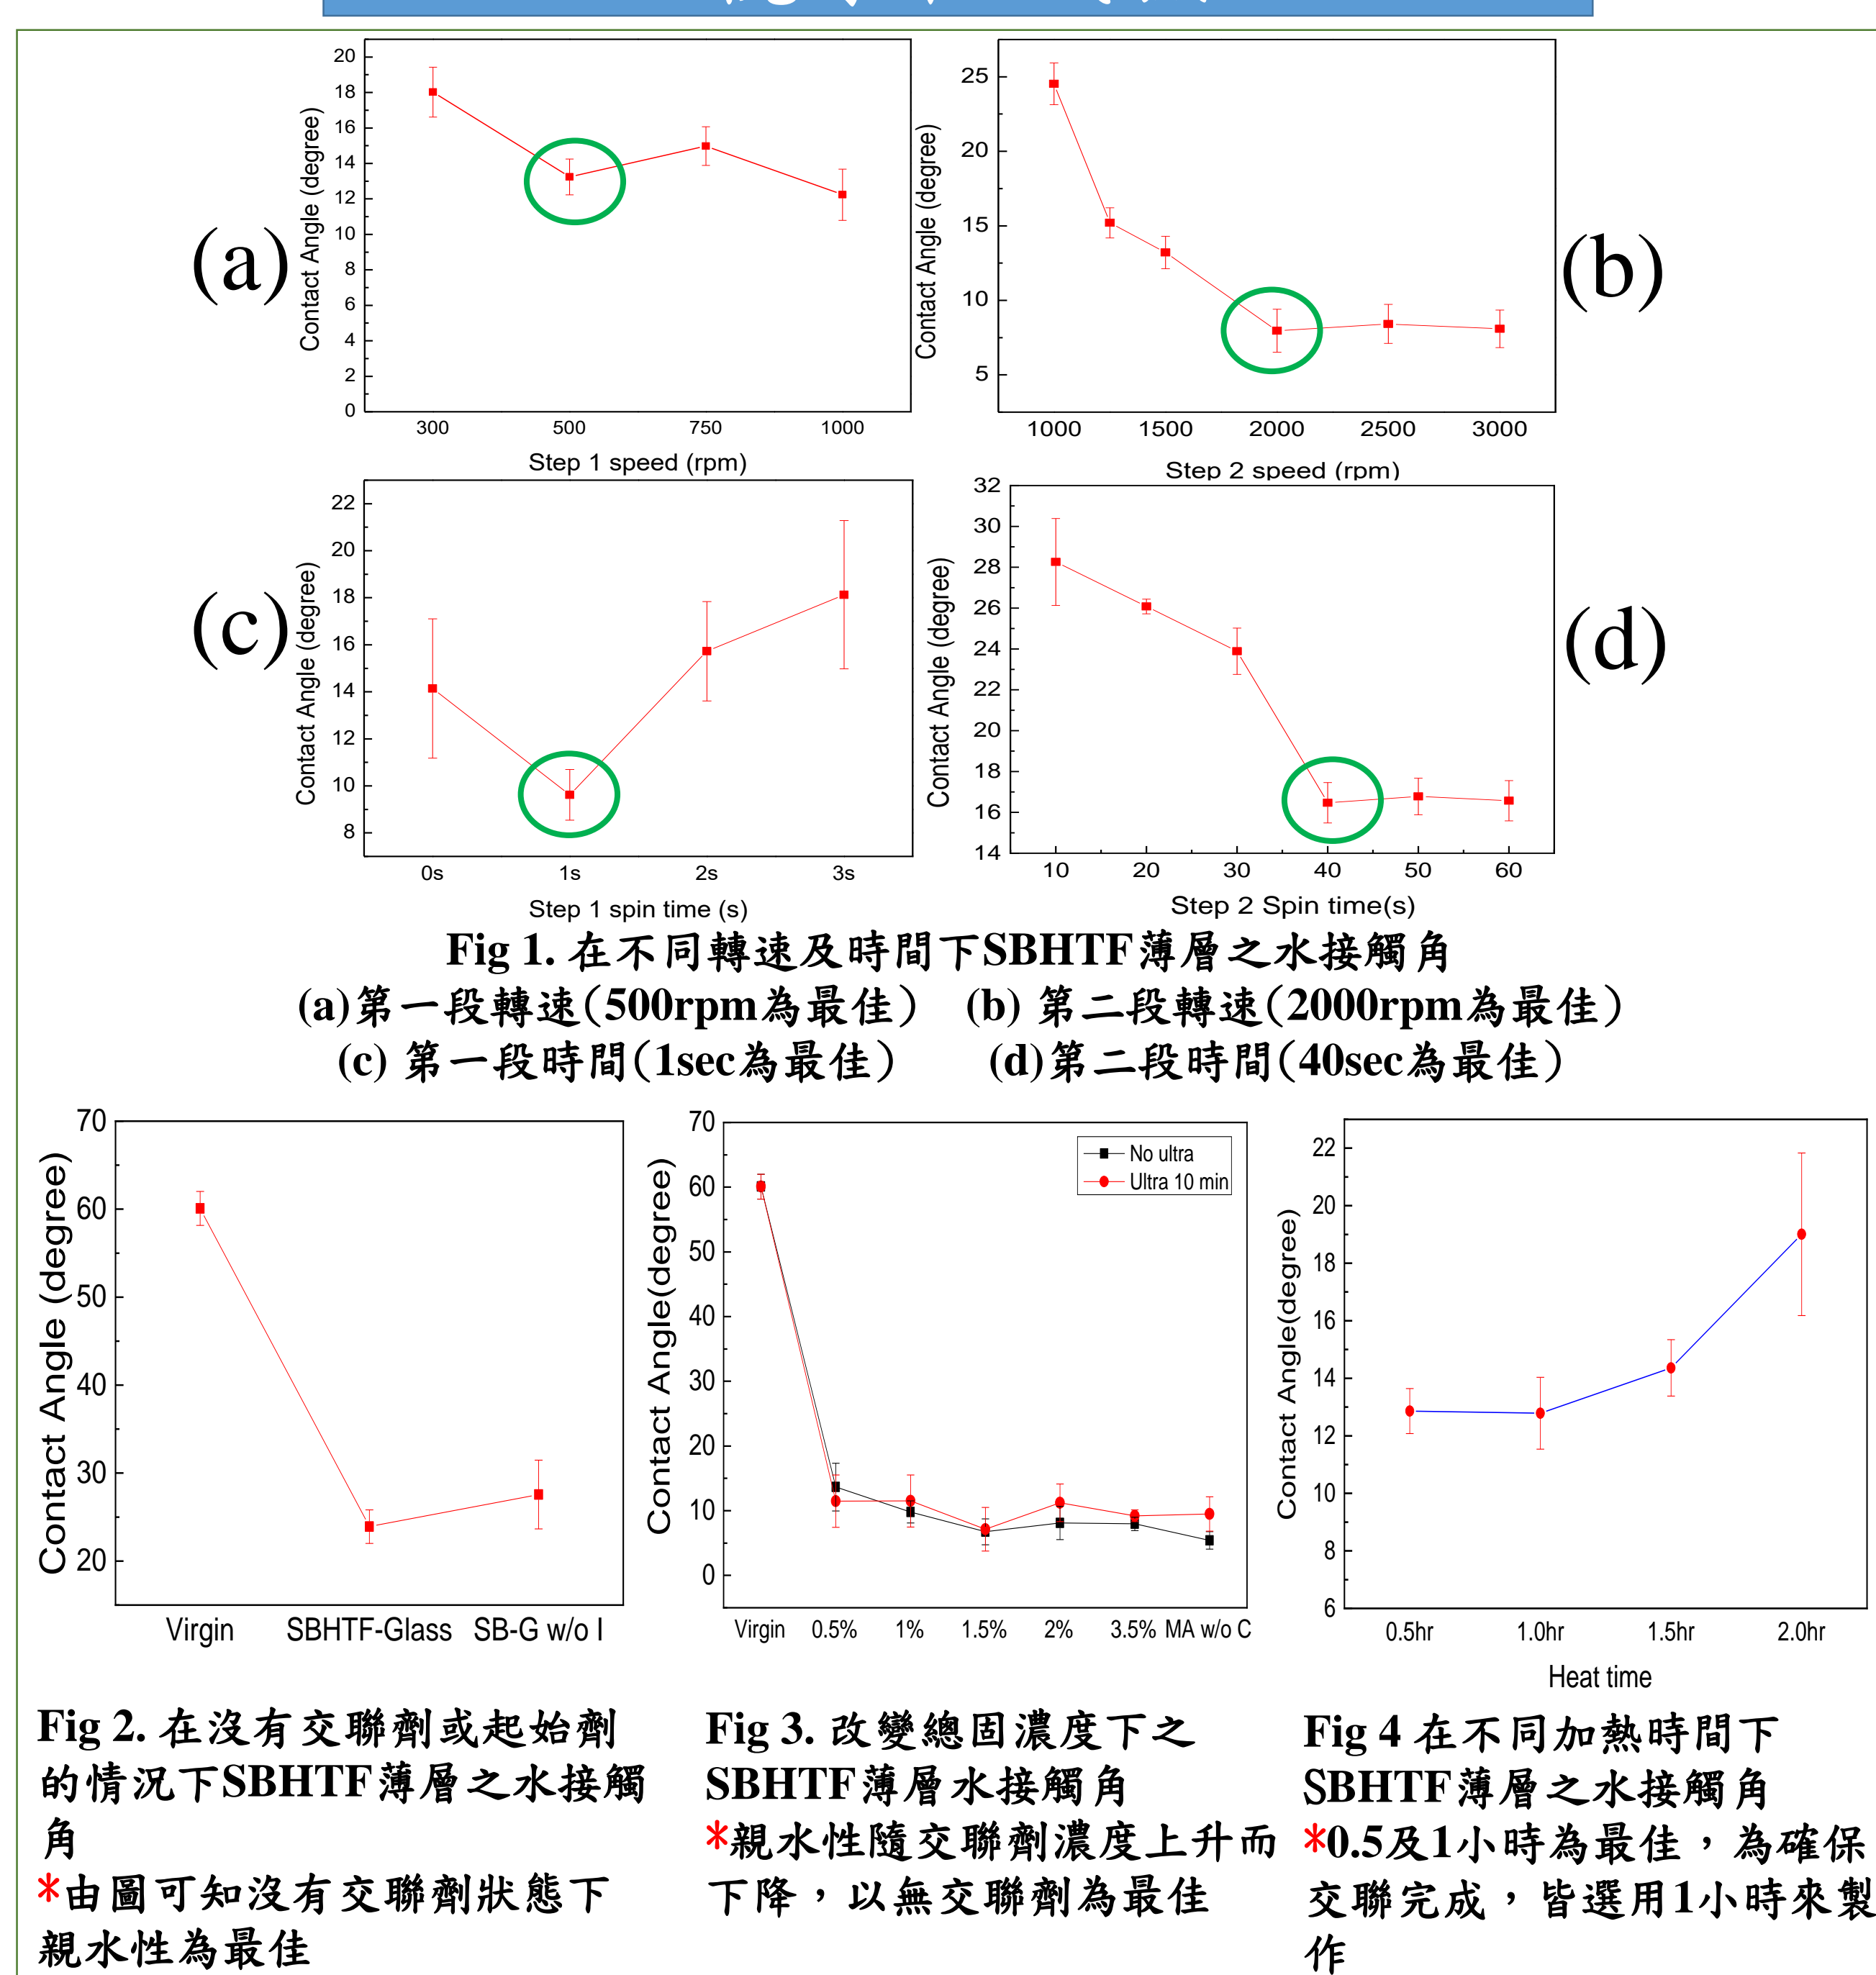 (a)
Contact Angle (degree)
20
18
16
14
12
10
8
6
4
2
0
300 500 750 1000
Step 1 speed (rpm)
(b)
Contact Angle (degree)
25
20
15
10
5
1000 1500 2000 2500 3000
Step 2 speed (rpm)
(c)
Contact Angle (degree)
22
20
18
16
14
12
10
8
0s 1s 2s 3s
Step 1 spin time (s)
(d)
Contact Angle (degree)
32
30
28
26
24
22
20
18
16
14
10 20 30 40 50 60
Step 2 Spin time(s)
Fig 1. 在不同轉速及時間下SBHTF薄層之水接觸角
(a)第一段轉速(500rpm為最佳) (b) 第二段轉速(2000rpm為最佳)
(c) 第一段時間(1sec為最佳) (d)第二段時間(40sec為最佳)
Contact Angle (degree)
70
60
50
40
30
20
Virgin SBHTF-Glass SB-G w/o I
Fig 2. 在沒有交聯劑或起始劑
的情況下SBHTF薄層之水接觸
角
*由圖可知沒有交聯劑狀態下
親水性為最佳
Contact Angle(degree)
70
60
50
40
30
20
10
0
No ultra
Ultra 10 min
Virgin 0.5% 1% 1.5% 2% 3.5% MA w/o C
Fig 3. 改變總固濃度下之
SBHTF薄層水接觸角
*親水性隨交聯劑濃度上升而
下降，以無交聯劑為最佳
Contact Angle(degree)
22
20
18
16
14
12
10
8
6
0.5hr 1.0hr 1.5hr 2.0hr
Heat time
Fig 4 在不同加熱時間下
SBHTF薄層之水接觸角
*0.5及1小時為最佳，為確保
交聯完成，皆選用1小時來製
作